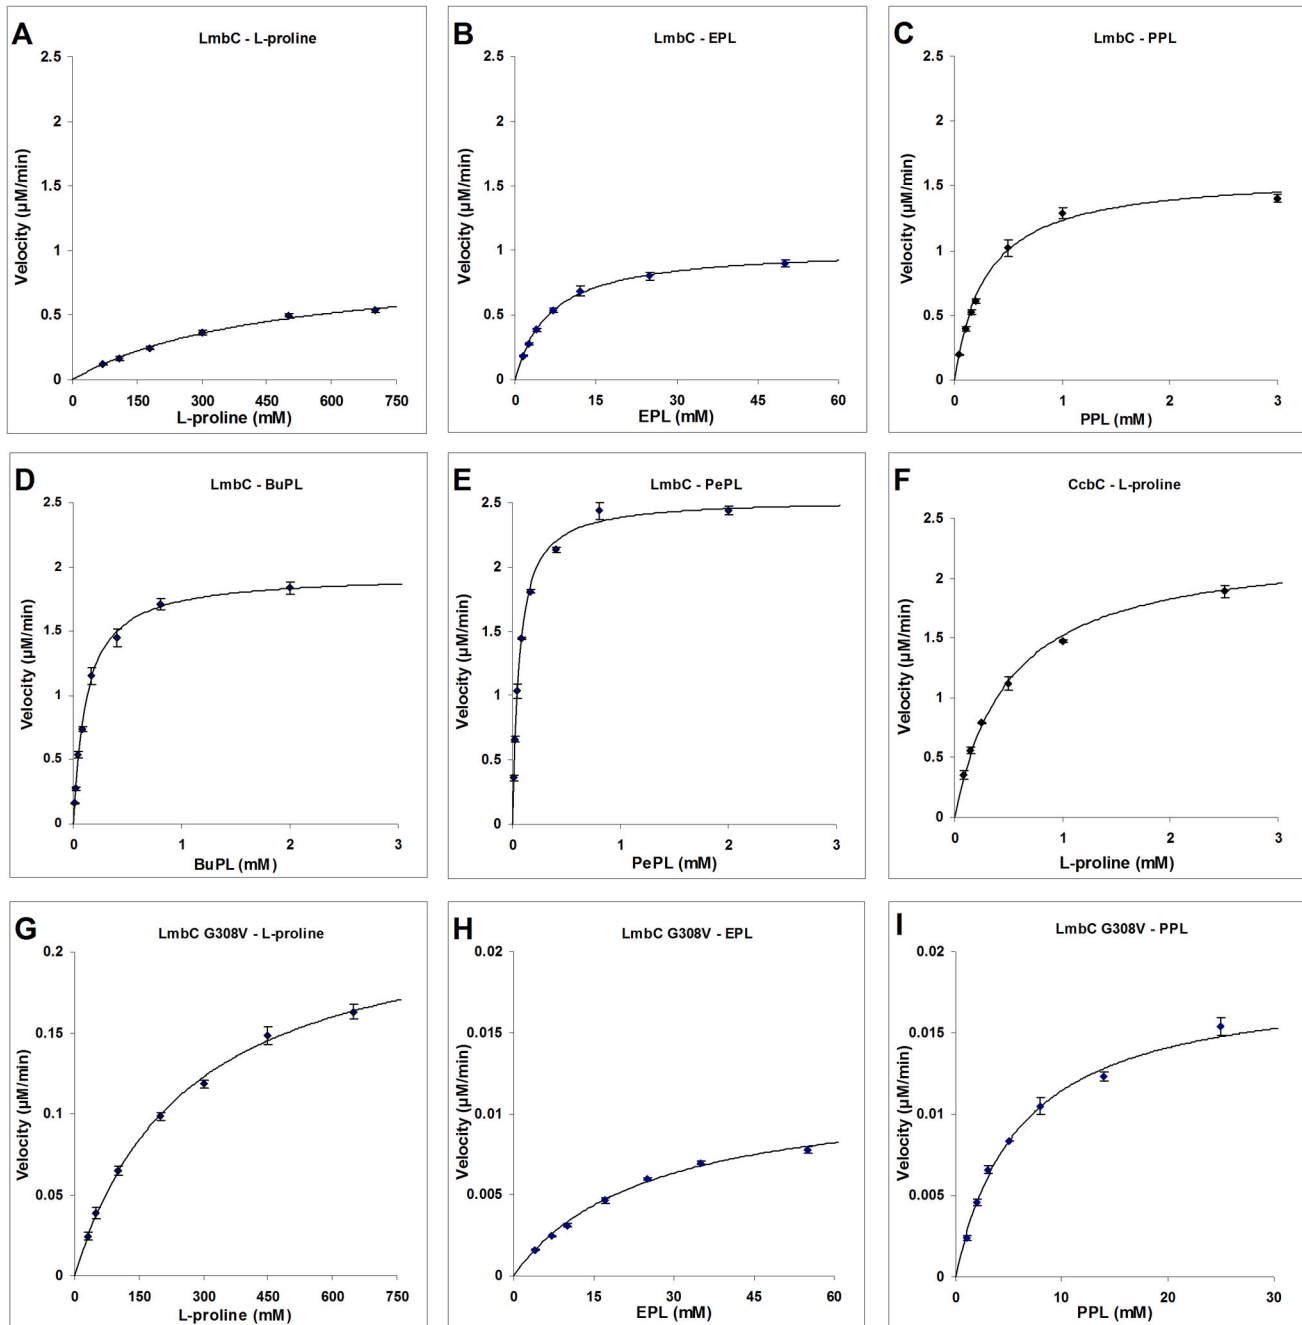 A
LmbC - L-proline
Velocity (µM/min)
2.5
2
1.5
1
0.5
0
0 150 300 450 600 750
L-proline (mM)
B
LmbC - EPL
Velocity (µM/min)
2.5
2
1.5
1
0.5
0
0 15 30 45 60
EPL (mM)
C
LmbC - PPL
Velocity (µM/min)
2.5
2
1.5
1
0.5
0
0 1 2 3
PPL (mM)
D
LmbC - BuPL
Velocity (µM/min)
2.5
2
1.5
1
0.5
0
0 1 2 3
BuPL (mM)
E
LmbC - PePL
Velocity (µM/min)
2.5
2
1.5
1
0.5
0
0 1 2 3
PePL (mM)
F
CcbC - L-proline
Velocity (µM/min)
2.5
2
1.5
1
0.5
0
0 1 2 3
L-proline (mM)
G
LmbC G308V - L-proline
Velocity (µM/min)
0.2
0.15
0.1
0.05
0
0 150 300 450 600 750
L-proline (mM)
H
LmbC G308V - EPL
Velocity (µM/min)
0.02
0.015
0.01
0.005
0
0 15 30 45 60
EPL (mM)
I
LmbC G308V - PPL
Velocity (µM/min)
0.02
0.015
0.01
0.005
0
0 10 20 30
PPL (mM)